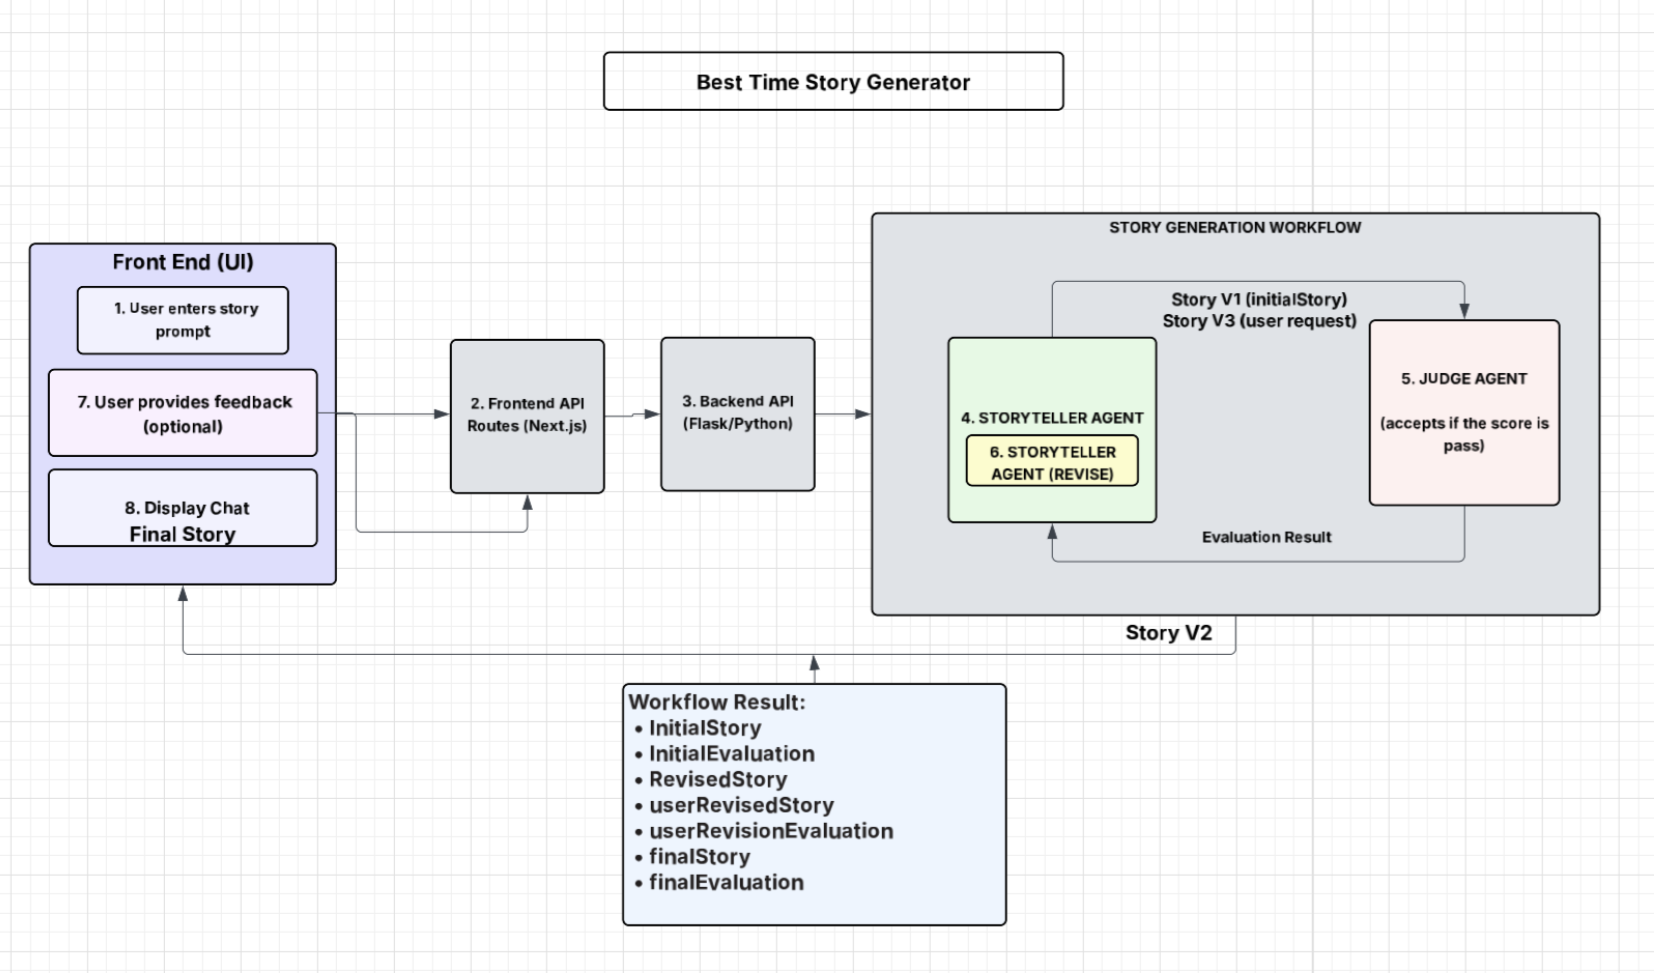 Best Time Story Generator
STORY GENERATION WORKFLOW
Front End (UI)
1. User enters story
prompt
7. User provides feedback
(optional)
8. Display Chat
Final Story
2. Frontend API
Routes (Next.js)
3. Backend API
(Flask/Python)
Story V1 (initialStory)
Story V3 (user request)
4. STORYTELLER AGENT
6. STORYTELLER
AGENT (REVISE)
5. JUDGE AGENT
(accepts if the score is
pass)
Evaluation Result
Story V2
Workflow Result:
• InitialStory
• InitialEvaluation
• RevisedStory
• userRevisedStory
• userRevisionEvaluation
• finalStory
• finalEvaluation